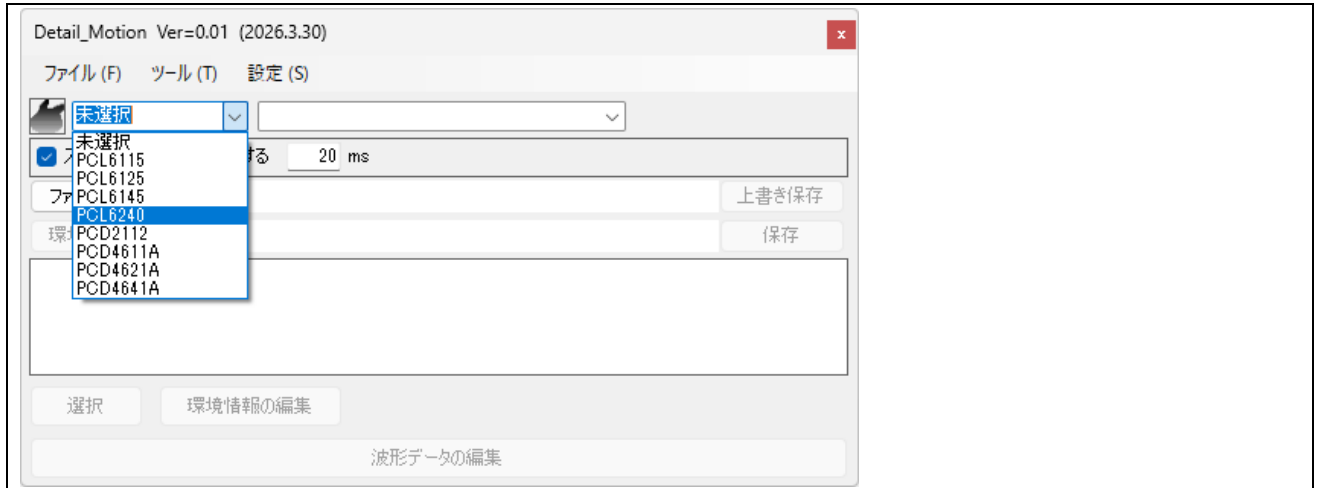 Detail_Motion Ver=0.01 (2026.3.30)
x
ファイル (F) ツール (T) 設定 (S)
未選択
未選択
PCL6115
PCL6125
PCL6145
PCL6240
PCD2112
PCD4611A
PCD4621A
PCD4641A
する 20 ms
ファ
上書き保存
環
保存
選択 環境情報の編集
波形データの編集